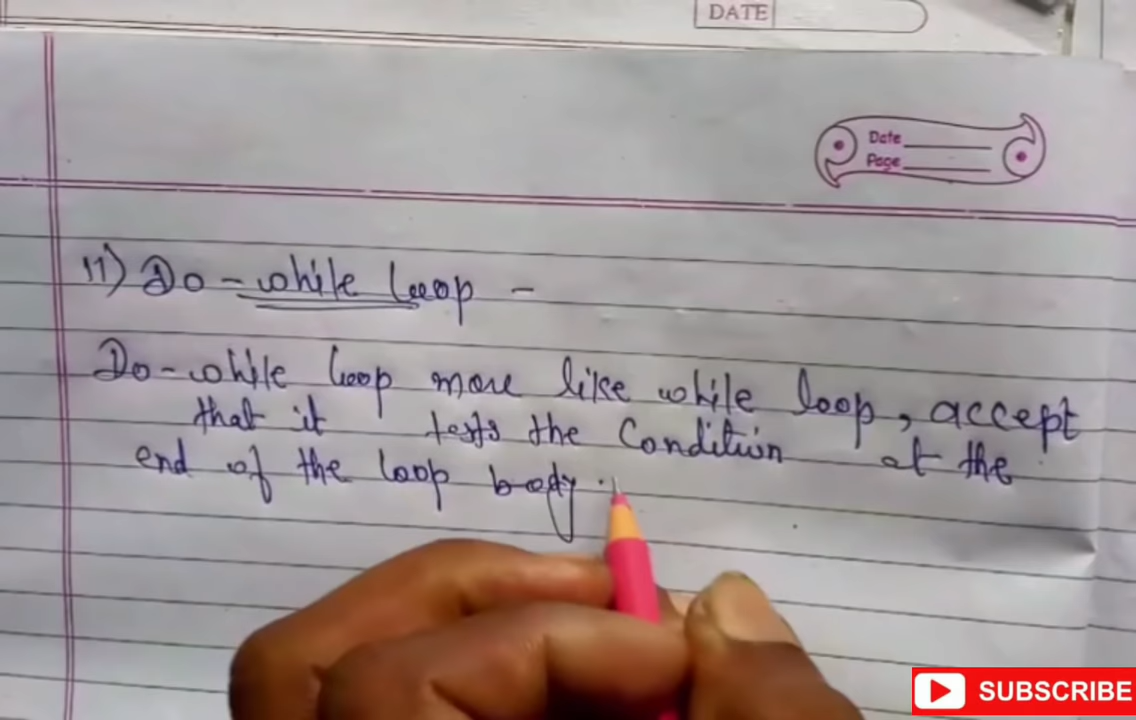 DATE
Date
Page
11) Do - while loop -
Do-while loop more like while loop, accept
that it tests the Condition at the
end of the loop body.
SUBSCRIBE